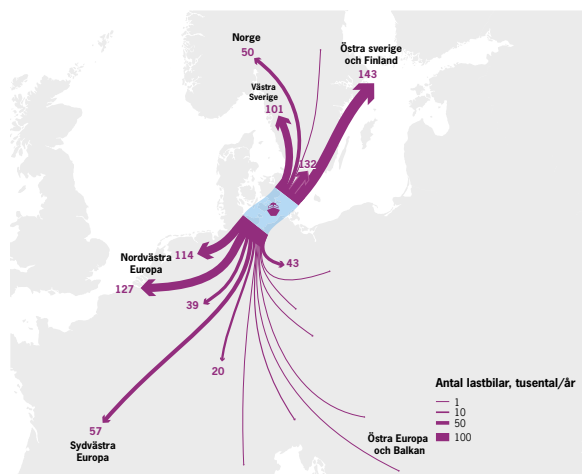 Norge
50
Östra sverige
och Finland
143
Västra
Sverige
101
132
Nordvästra
Europa
114
127
43
39
20
57
Sydvästra
Europa
Östra Europa
och Balkan
Antal lastbilar, tusental/år
1
10
50
100